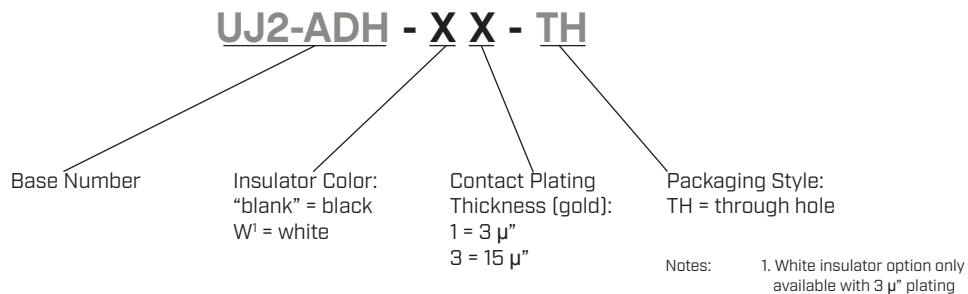 UJ2-ADH - X X - TH
Base Number
Insulator Color:
“blank” = black
W¹ = white
Contact Plating
Thickness (gold):
1 = 3 µ”
3 = 15 µ”
Packaging Style:
TH = through hole
Notes: 1. White insulator option only
available with 3 µ” plating